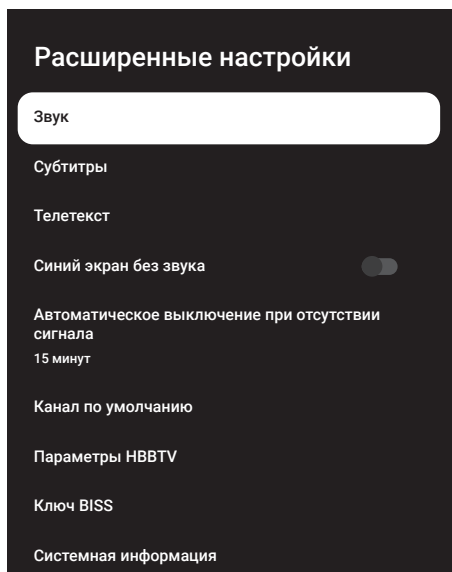 Расширенные настройки
Звук
Субтитры
Телетекст
Синий экран без звука
Автоматическое выключение при отсутствии
сигнала
15 минут
Канал по умолчанию
Параметры HBBTV
Ключ BISS
Системная информация